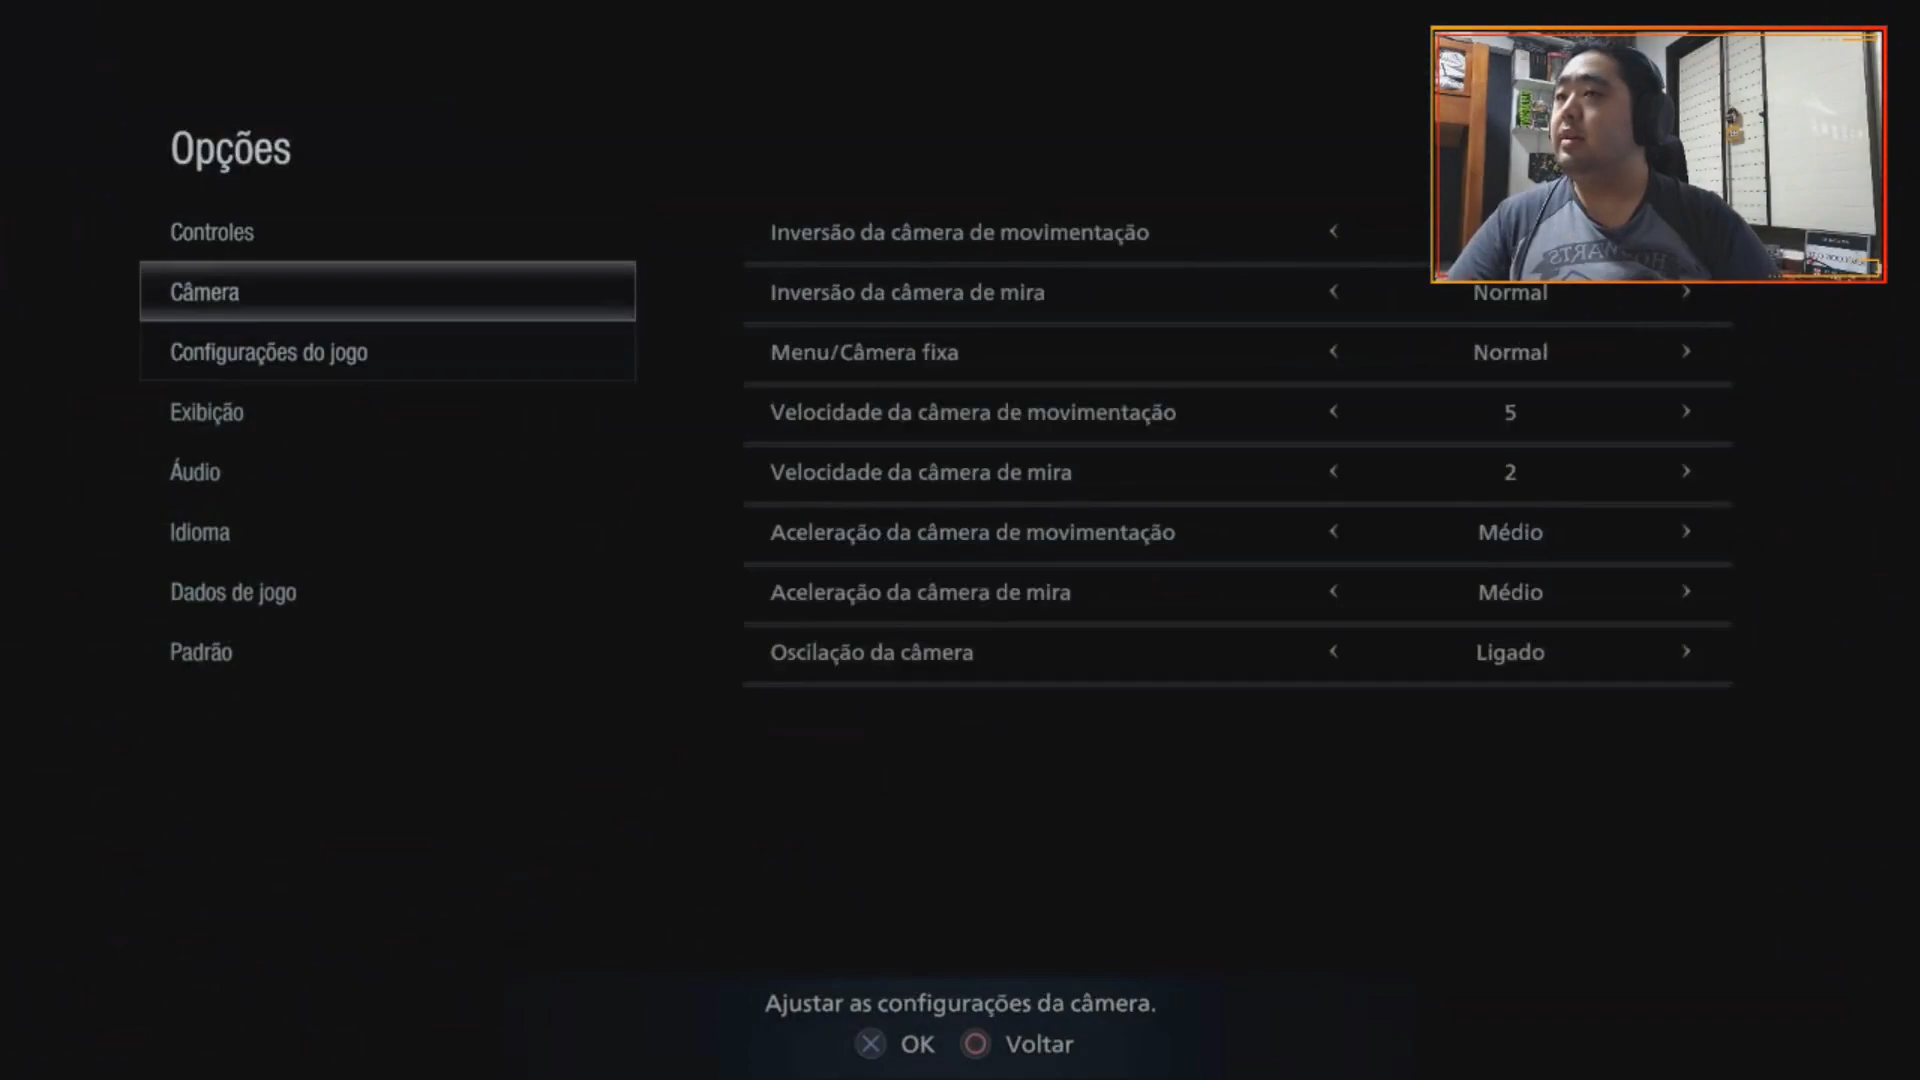 Opções
Controles
Câmera
Configurações do jogo
Exibição
Áudio
Idioma
Dados de jogo
Padrão
Inversão da câmera de movimentação
Inversão da câmera de mira Normal
Menu/Câmera fixa Normal
Velocidade da câmera de movimentação 5
Velocidade da câmera de mira 2
Aceleração da câmera de movimentação Médio
Aceleração da câmera de mira Médio
Oscilação da câmera Ligado
Ajustar as configurações da câmera.
OK Voltar